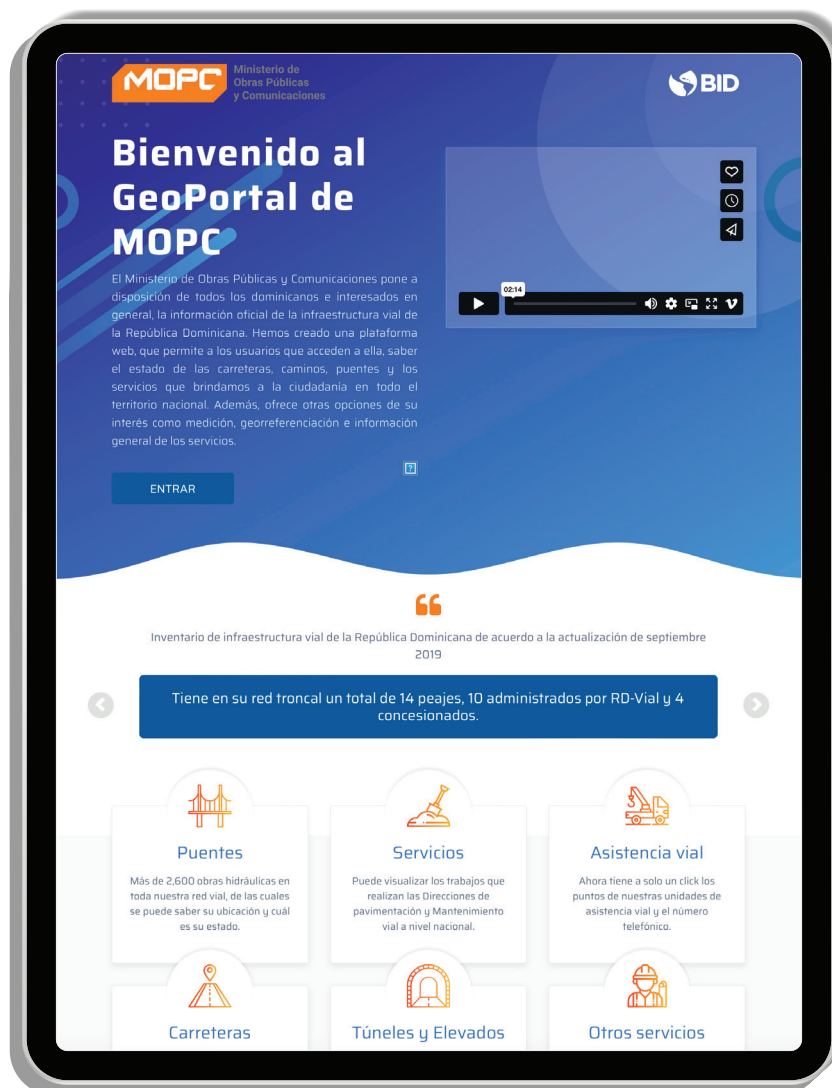 MOPC
Ministerio de
Obras Públicas
y Comunicaciones
BID
Bienvenido al
GeoPortal de
MOPC
El Ministerio de Obras Públicas y Comunicaciones pone a
disposición de todos los dominicanos e interesados en
general, la información oficial de la infraestructura vial de
la República Dominicana. Hemos creado una plataforma
web, que permite a los usuarios que acceden a ella, saber
el estado de las carreteras, caminos, puentes y los
servicios que brindamos a la ciudadanía en todo el
territorio nacional. Además, ofrece otras opciones de su
interés como medición, georreferenciación e información
general de los servicios.
02:14
?
ENTRAR
Inventario de infraestructura vial de la República Dominicana de acuerdo a la actualización de septiembre
2019
Tiene en su red troncal un total de 14 peajes, 10 administrados por RD-Vial y 4
concesionados.
Puentes
Más de 2,600 obras hidráulicas en
toda nuestra red vial, de las cuales
se puede saber su ubicación y cuál
es su estado.
Servicios
Puede visualizar los trabajos que
realizan las Direcciones de
pavimentación y Mantenimiento
vial a nivel nacional.
Asistencia vial
Ahora tiene a solo un click los
puntos de nuestras unidades de
asistencia vial y el número
telefónico.
Carreteras
Túneles y Elevados
Otros servicios